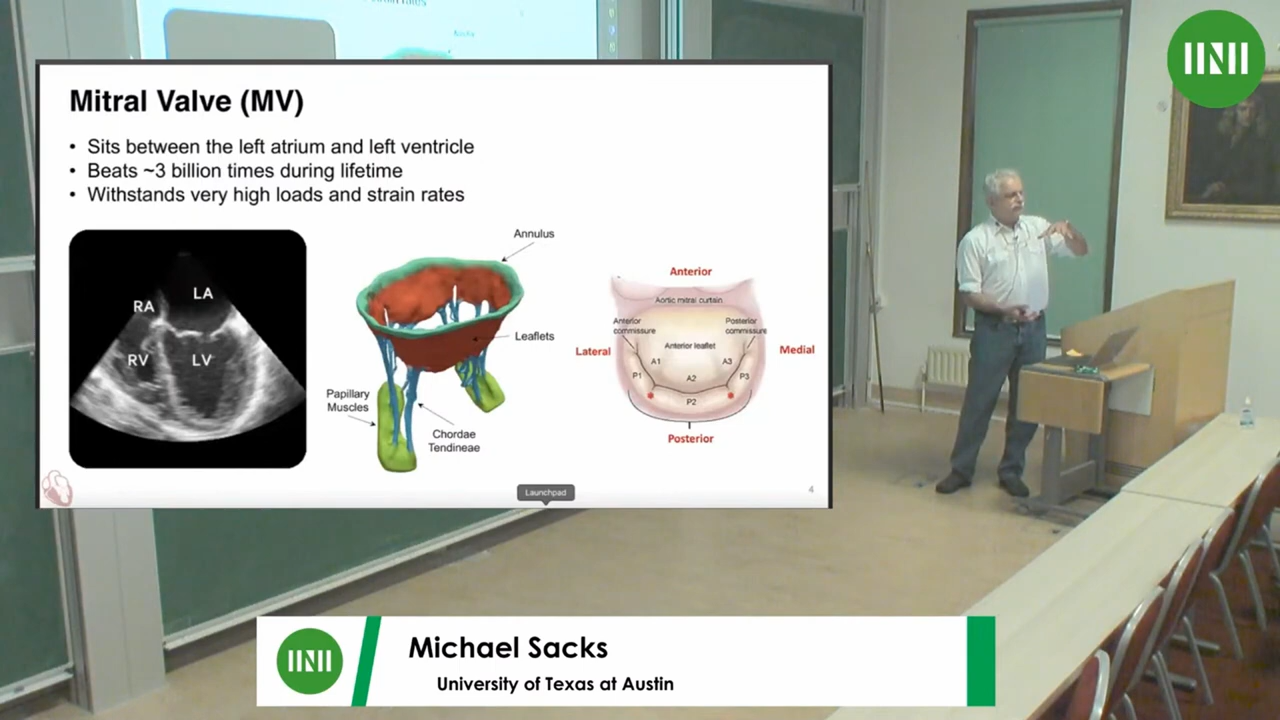 Mitral Valve (MV)
• Sits between the left atrium and left ventricle
• Beats ~3 billion times during lifetime
• Withstands very high loads and strain rates
RA
LA
RV
LV
Annulus
Leaflets
Papillary
Muscles
Chordae
Tendineae
Anterior
Aortic mitral curtain
Anterior
commissure
Posterior
commissure
Anterior leaflet
Lateral
Medial
A1
A3
P1
A2
P3
P2
Posterior
Launchpad
4
Michael Sacks
University of Texas at Austin